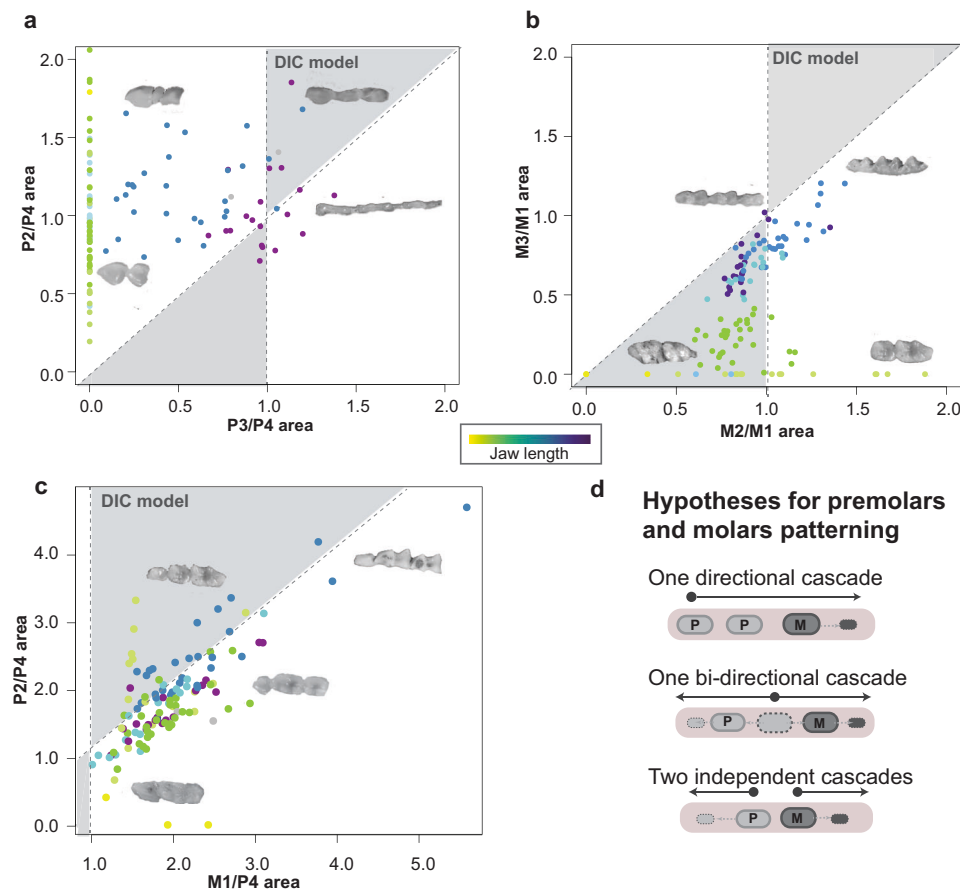 a
DIC model
2.0
1.5
1.0
0.5
0.0
P2/P4 area
0.0
0.5
1.0
1.5
2.0
P3/P4 area
b
DIC model
2.0
1.5
1.0
0.5
0.0
M3/M1 area
0.0
0.5
1.0
1.5
2.0
M2/M1 area
Jaw length
c
DIC model
4.0
3.0
2.0
1.0
0.0
P2/P4 area
1.0
2.0
3.0
4.0
5.0
M1/P4 area
d
Hypotheses for premolars
and molars patterning
One directional cascade
P
P
M
One bi-directional cascade
P
M
Two independent cascades
P
M